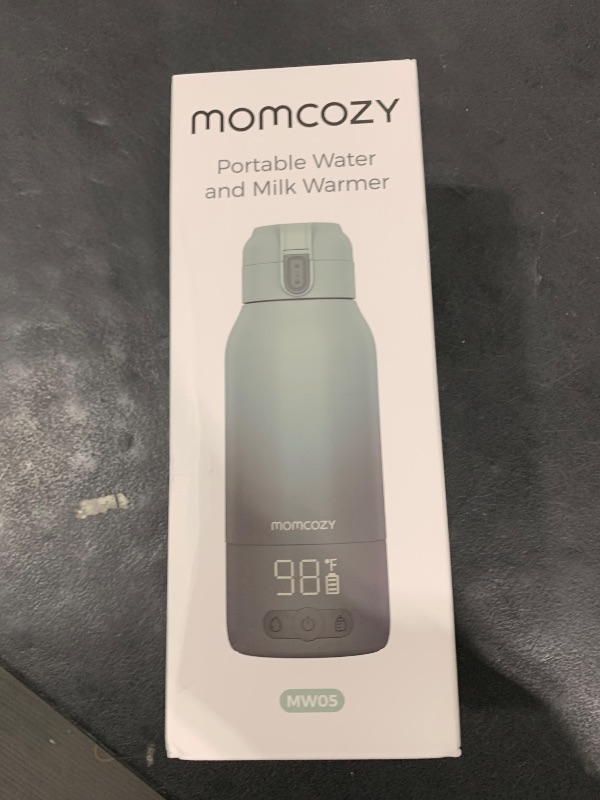 momcozy
Portable Water
and Milk Warmer
momcozy
98°F
MW05